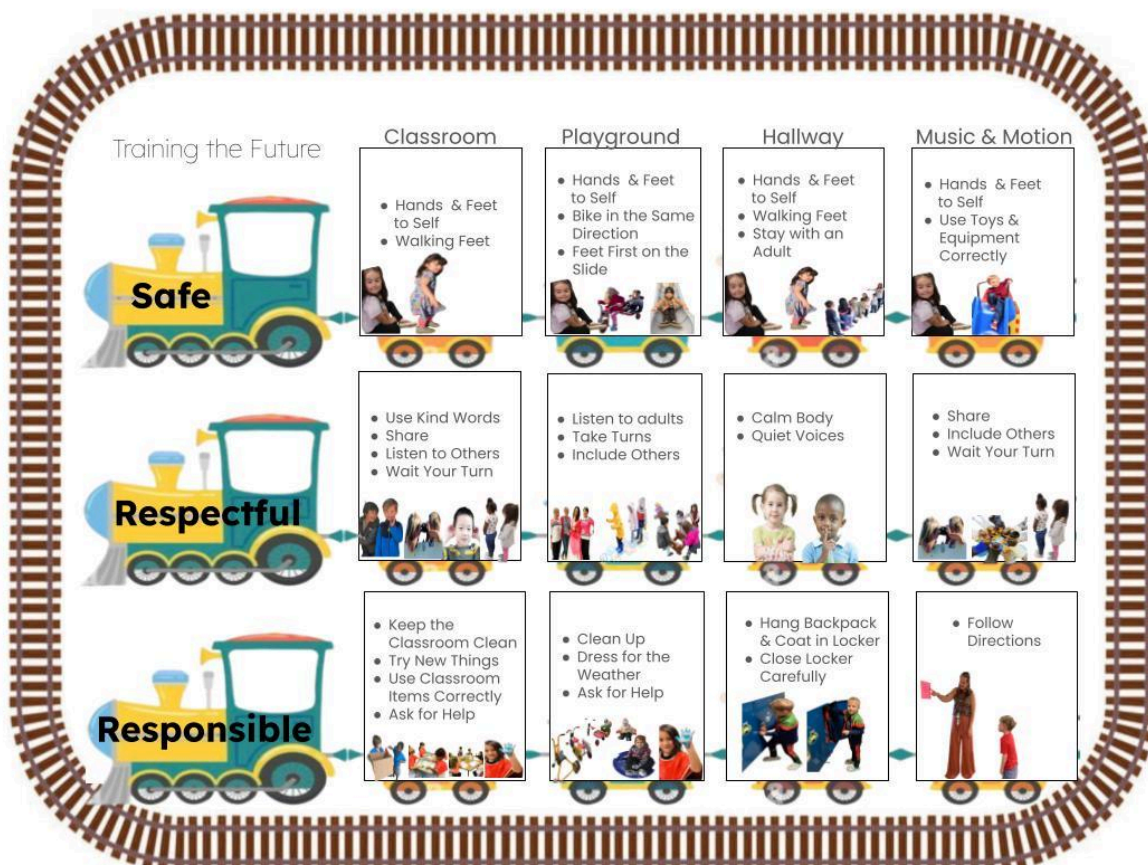 Training the Future
Classroom
Playground
Hallway
Music & Motion
Safe
• Hands & Feet
to Self
• Walking Feet
• Hands & Feet
to Self
• Bike in the Same
Direction
• Feet First on the
Slide
• Hands & Feet
to Self
• Walking Feet
• Stay with an
Adult
• Hands & Feet
to Self
• Use Toys &
Equipment
Correctly
Respectful
• Use Kind Words
• Share
• Listen to Others
• Wait Your Turn
• Listen to adults
• Take Turns
• Include Others
• Calm Body
• Quiet Voices
• Share
• Include Others
• Wait Your Turn
Responsible
• Keep the
Classroom Clean
• Try New Things
• Use Classroom
Items Correctly
• Ask for Help
• Clean Up
• Dress for the
Weather
• Ask for Help
• Hang Backpack
& Coat in Locker
• Close Locker
Carefully
• Follow
Directions